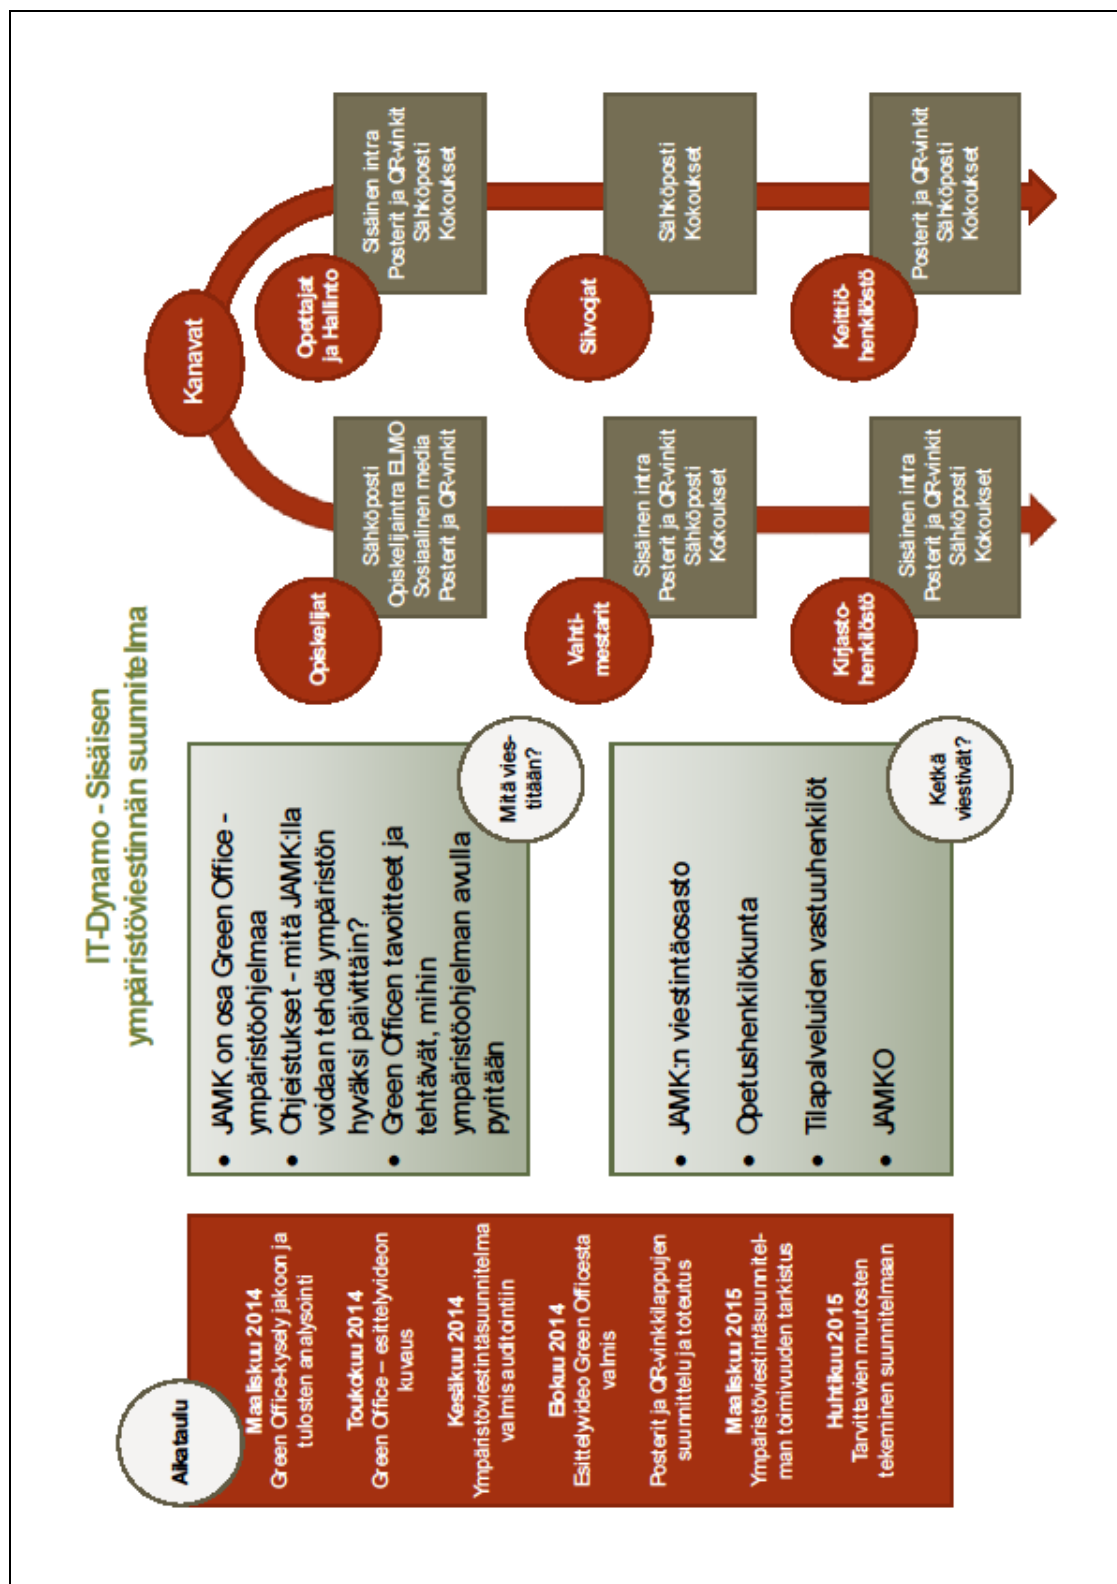 IT-Dynamo - Sisäisen
ympäristöviestinnän suunnitelma
Aikataulu
Maaliskuu 2014
Green Office-kysely jakoon ja
tulosten analysointi
Toukokuu 2014
Green Office – esittelyvideon
kuvaus
Kesäkuu 2014
Ympäristöviestintäsuunnitelma
valmis auditointiin
Elokuu 2014
Esittelyvideo Green Officesta
valmis
Posterit ja QR-vinkkilappujen
suunnittelu ja toteutus
Maaliskuu 2015
Ympäristöviestintäsuunnitel-
man toimivuuden tarkistus
Huhtikuu 2015
Tarvittavien muutosten
tekeminen suunnitelmaan
• JAMK on osa Green Office -
ympäristöohjelmaa
• Ohjeistukset - mitä JAMK:lla
voidaan tehdä ympäristön
hyväksi päivittäin?
• Green Officen tavoitteet ja
tehtävät, mihin
ympäristöohjelman avulla
pyritään
Mitä vies-
titään?
• JAMK:n viestintäosasto
• Opetushenkilökunta
• Tilapalveluiden vastuuhenkilöt
• JAMKO
Ketkä
viestivät?
Kanavat
Opiskelijat
Sähköposti
Opiskelijaintra ELMO
Sosiaalinen media
Posterit ja QR-vinkit
Vahti-
mestarit
Sisäinen intra
Posterit ja QR-vinkit
Sähköposti
Kokoukset
Kirjasto-
henkilöstö
Sisäinen intra
Posterit ja QR-vinkit
Sähköposti
Kokoukset
Opettajat
ja Hallinto
Sisäinen intra
Posterit ja QR-vinkit
Sähköposti
Kokoukset
Siivoojat
Sähköposti
Kokoukset
Keittiö-
henkilöstö
Posterit ja QR-vinkit
Sähköposti
Kokoukset